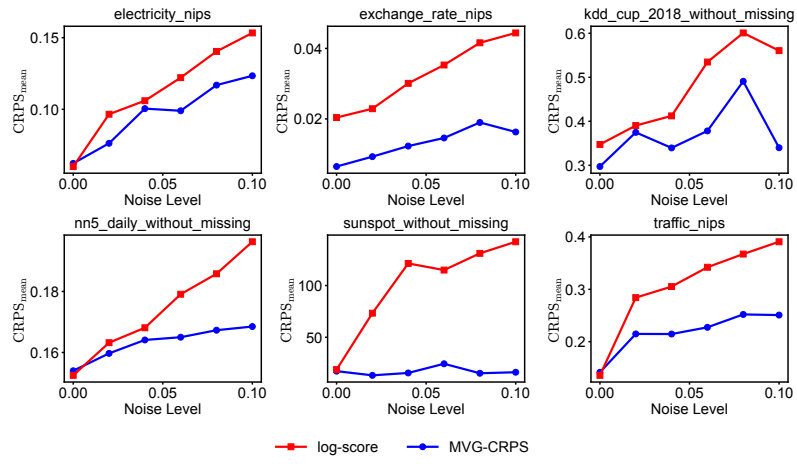 electricity_nips
exchange_rate_nips
kdd_cup_2018_without_missing
CRPSmean
0.15
0.10
0.00 0.05 0.10
Noise Level
CRPSmean
0.04
0.02
0.00 0.05 0.10
Noise Level
CRPSmean
0.6
0.5
0.4
0.3
0.00 0.05 0.10
Noise Level
nn5_daily_without_missing
sunspot_without_missing
traffic_nips
CRPSmean
0.18
0.16
0.00 0.05 0.10
Noise Level
CRPSmean
100
50
0.00 0.05 0.10
Noise Level
CRPSmean
0.4
0.3
0.2
0.00 0.05 0.10
Noise Level
log-score MVG-CRPS